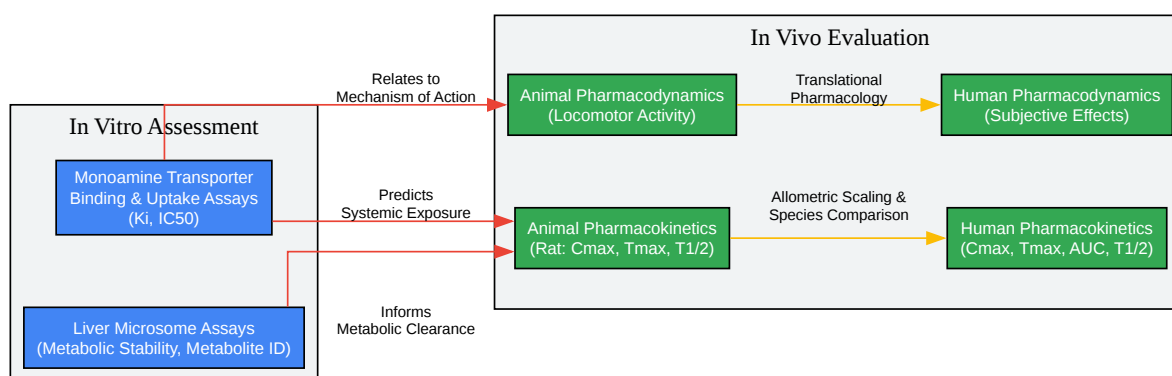 In Vivo Evaluation
Relates to
Mechanism of Action
Animal Pharmacodynamics
(Locomotor Activity)
Translational
Pharmacology
Human Pharmacodynamics
(Subjective Effects)
In Vitro Assessment
Monoamine Transporter
Binding & Uptake Assays
(Ki, IC50)
Predicts
Systemic Exposure
Animal Pharmacokinetics
(Rat: Cmax, Tmax, T1/2)
Allometric Scaling &
Species Comparison
Human Pharmacokinetics
(Cmax, Tmax, AUC, T1/2)
Liver Microsome Assays
(Metabolic Stability, Metabolite ID)
Informs
Metabolic Clearance